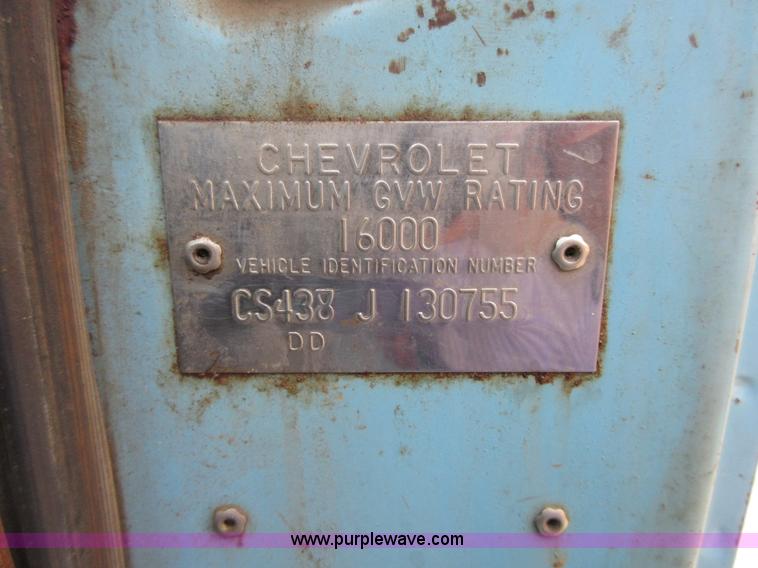 CHEVROLET
MAXIMUM GVW RATING
16000
VEHICLE IDENTIFICATION NUMBER
CS438 J 130755
DD
www.purplewave.com